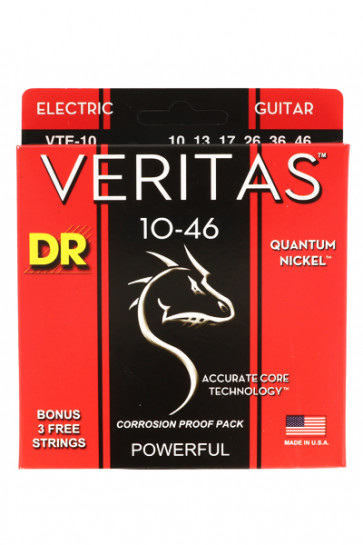 ELECTRIC GUITAR
VTE-10 10 13 17 26 36 46
VERITAS™
10-46
DR
QUANTUM
NICKEL™
ACCURATE CORE
TECHNOLOGY™
BONUS
3 FREE
STRINGS
CORROSION PROOF PACK
MADE IN U.S.A.
POWERFUL